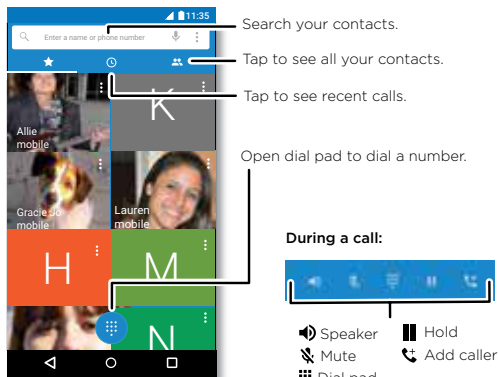 11:35
Enter a name or phone number
Search your contacts.
Tap to see all your contacts.
Tap to see recent calls.
Allie
mobile
K
Open dial pad to dial a number.
Gracie Jo
mobile
Lauren
mobile
During a call:
H
M
N
Speaker
Hold
Mute
Add caller
Dial pad